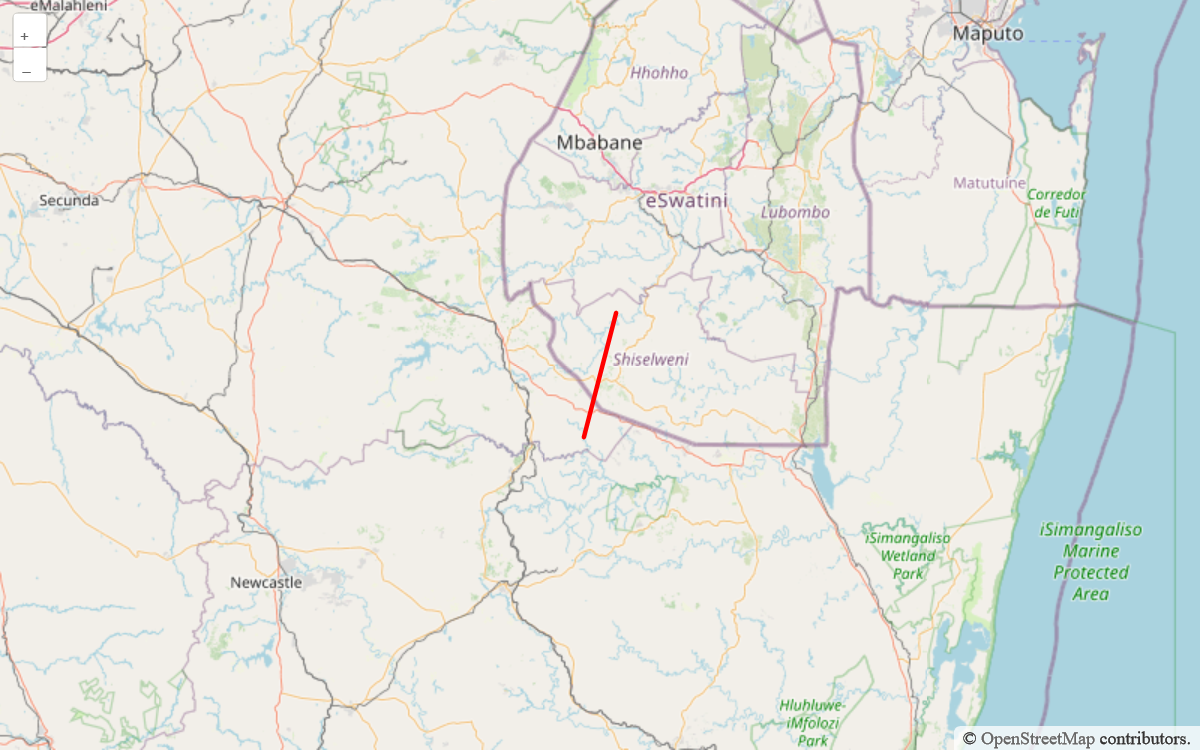 eMalahleni
+
−
Maputo
Hhohho
Mbabane
Matutuine
Secunda
eSwatini
Corredor
de Futi
Lubombo
Shiselweni
iSimangaliso
Marine
Protected
Area
iSimangaliso
Wetland
Park
Newcastle
Hluhluwe-
iMfolozi
Park
© OpenStreetMap contributors.